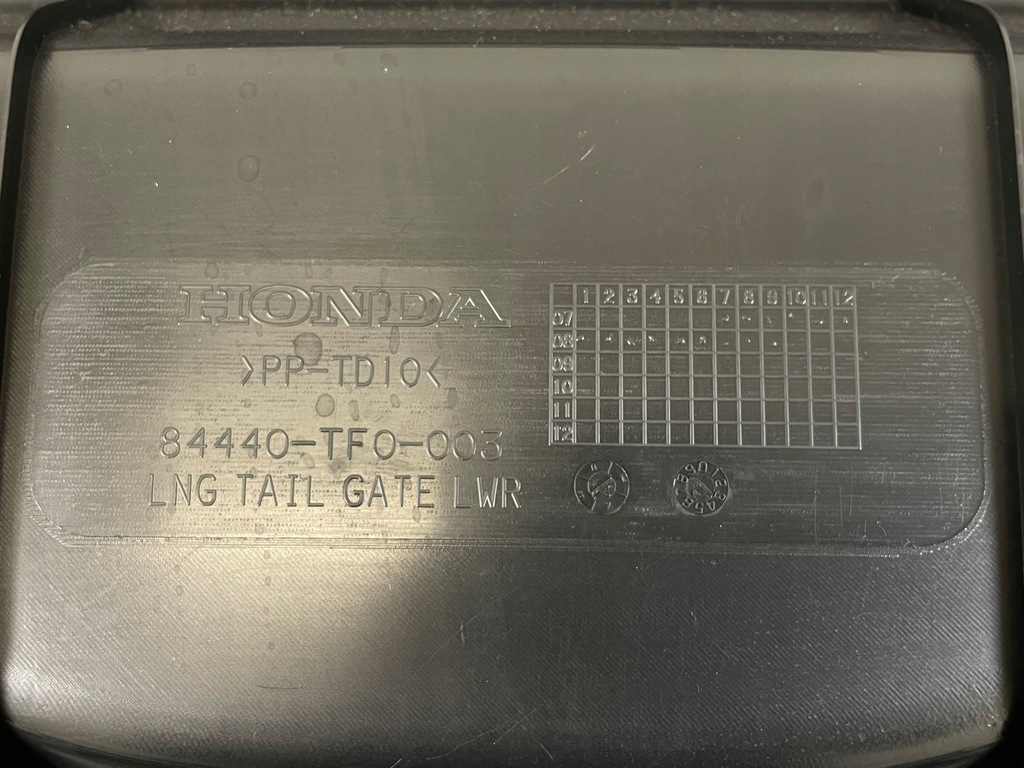 HONDA
>PP-TD10<
84440-TF0-003
LNG TAIL GATE LWR
1 2 3 4 5 6 7 8 9 10 11 12
07
08
09
10
11
12